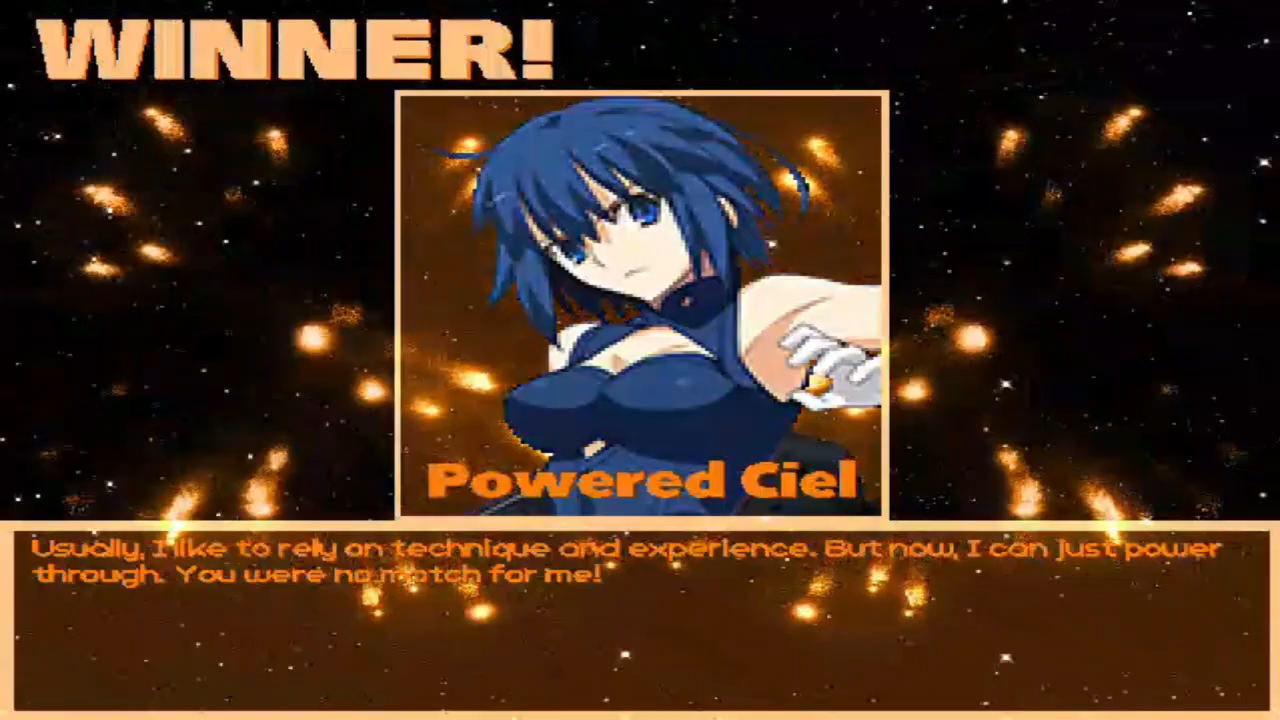 WINNER!
Powered Ciel
Usually, I like to rely on technique and experience. But now, I can just power
through. You were no match for me!